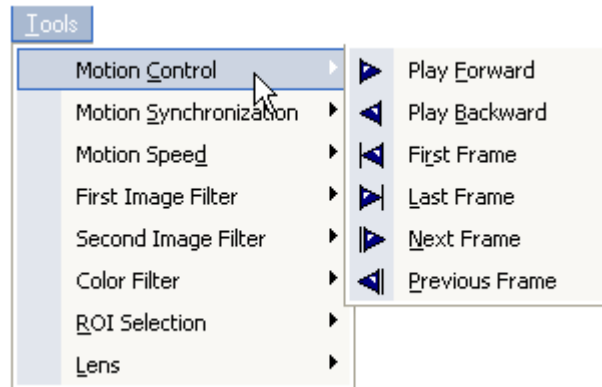 Tools
Motion Control
Motion Synchronization
Motion Speed
First Image Filter
Second Image Filter
Color Filter
ROI Selection
Lens
Play Forward
Play Backward
First Frame
Last Frame
Next Frame
Previous Frame